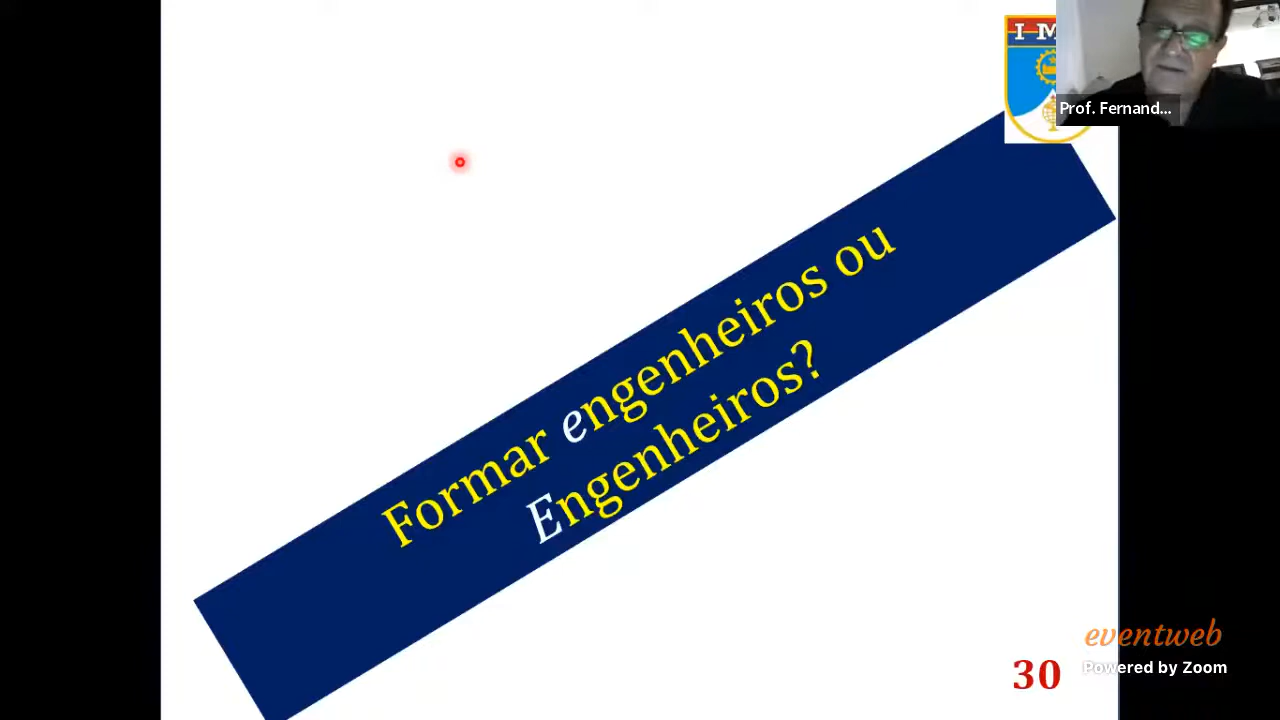 I M
Prof. Fernand...
Formar engenheiros ou
Engenheiros?
eventweb
Powered by Zoom
30